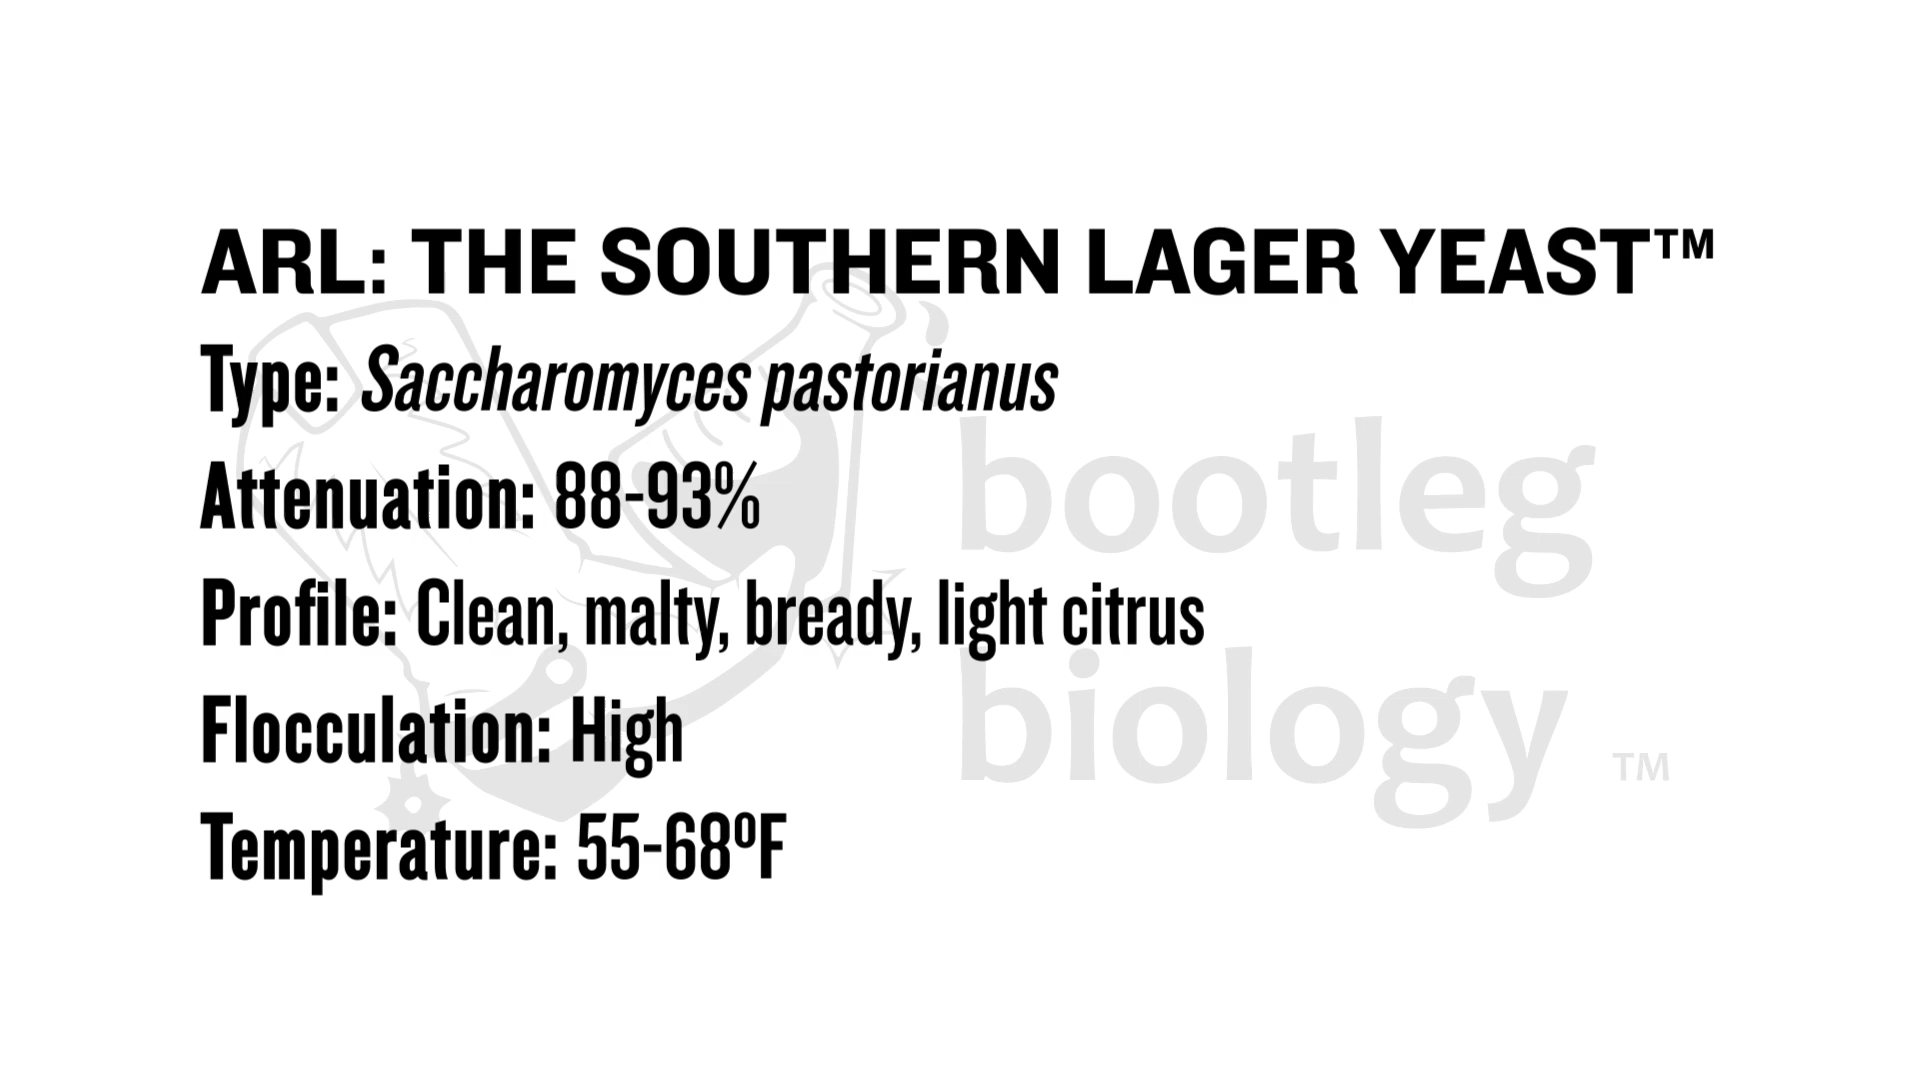 ARL: THE SOUTHERN LAGER YEAST™
Type: Saccharomyces pastorianus
Attenuation: 88-93%
bootleg
Profile: Clean, malty, bready, light citrus
biology ™
Flocculation: High
Temperature: 55-68ºF